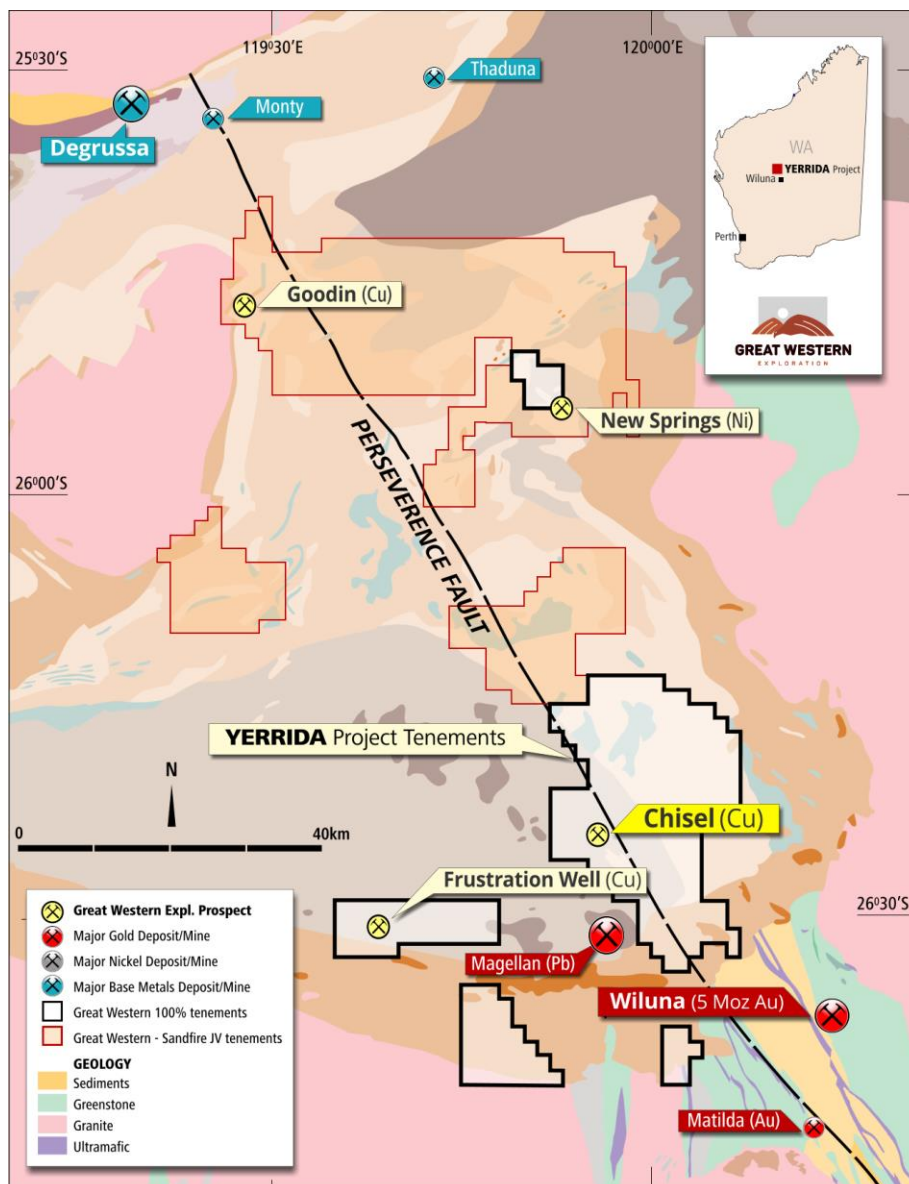 119⁰30'E
120⁰00'E
25⁰30'S
Thaduna
Monty
Degrussa
WA
YERRIDA Project
Wiluna
Perth
GREAT WESTERN
EXPLORATION
Goodin (Cu)
New Springs (Ni)
26⁰00'S
PERSEVERENCE FAULT
YERRIDA Project Tenements
N
0 40km
Chisel (Cu)
Frustration Well (Cu)
26⁰30'S
Magellan (Pb)
Wiluna (5 Moz Au)
Matilda (Au)
Great Western Expl. Prospect
Major Gold Deposit/Mine
Major Nickel Deposit/Mine
Major Base Metals Deposit/Mine
Great Western 100% tenements
Great Western - Sandfire JV tenements
GEOLOGY
Sediments
Greenstone
Granite
Ultramafic